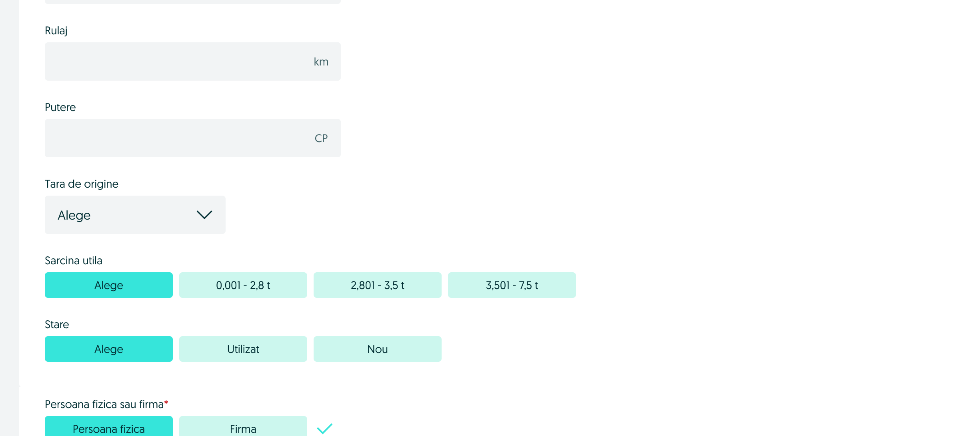 Rulaj
km
Putere
CP
Tara de origine
Alege
Sarcina utila
Alege 0,001 - 2,8 t 2,801 - 3,5 t 3,501 - 7,5 t
Stare
Alege Utilizat Nou
Persoana fizica sau firma*
Persoana fizica Firma